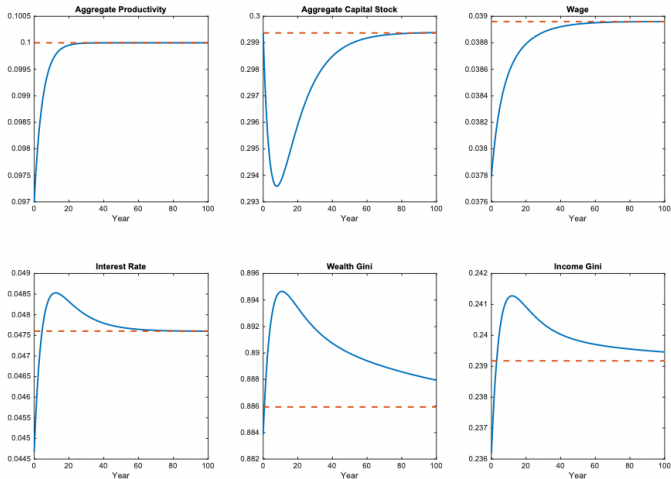 Aggregate Productivity
0.1005
0.1
0.0995
0.099
0.0985
0.098
0.0975
0.097
0 20 40 60 80 100
Year
Aggregate Capital Stock
0.3
0.299
0.298
0.297
0.296
0.295
0.294
0.293
0 20 40 60 80 100
Year
Wage
0.039
0.0388
0.0386
0.0384
0.0382
0.038
0.0378
0.0376
0 20 40 60 80 100
Year
Interest Rate
0.049
0.0485
0.048
0.0475
0.047
0.0465
0.046
0.0455
0.045
0.0445
0 20 40 60 80 100
Year
Wealth Gini
0.896
0.894
0.892
0.89
0.888
0.886
0.884
0.882
0 20 40 60 80 100
Year
Income Gini
0.242
0.241
0.24
0.239
0.238
0.237
0.236
0 20 40 60 80 100
Year